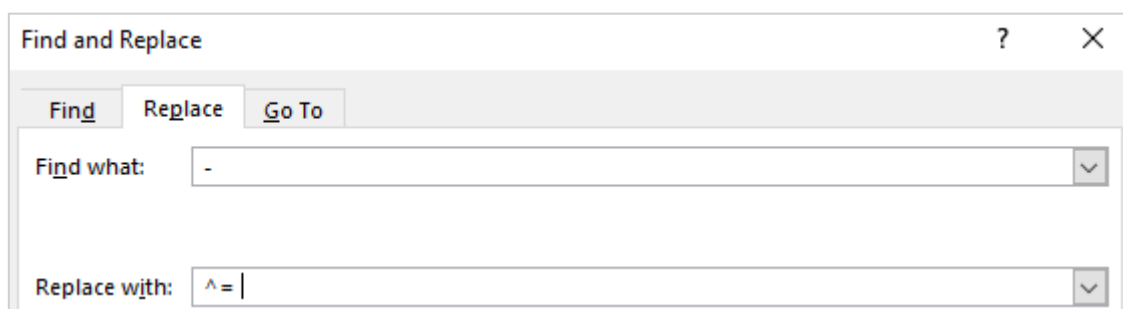 Find and Replace ?
Find Replace Go To
Find what: -
Replace with: ^=